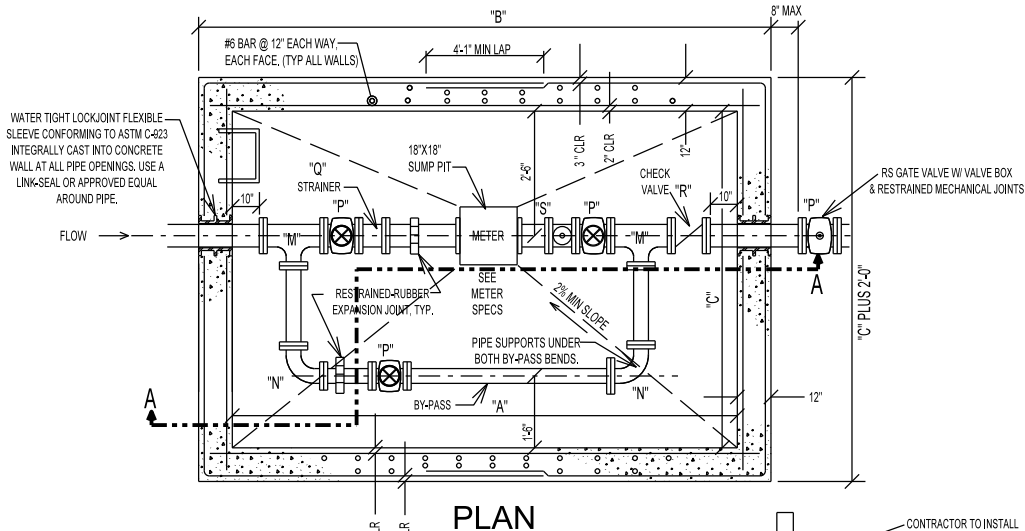 "B"
8" MAX
#6 BAR @ 12" EACH WAY,
EACH FACE, (TYP ALL WALLS)
4'-1" MIN LAP
WATER TIGHT LOCKJOINT FLEXIBLE
SLEEVE CONFORMING TO ASTM C-923
INTEGRALLY CAST INTO CONCRETE
WALL AT ALL PIPE OPENINGS. USE A
LINK-SEAL OR APPROVED EQUAL
AROUND PIPE.
18"X18"
SUMP PIT
2'-6"
3" CLR
2" CLR
12"
CHECK
VALVE "R"
RS GATE VALVE W/ VALVE BOX
& RESTRAINED MECHANICAL JOINTS
10"
"Q"
STRAINER
"P"
"S"
"P"
10"
"P"
FLOW
"M"
METER
"M"
SEE
METER
SPECS
RESTRAINED RUBBER
EXPANSION JOINT, TYP.
2% MIN SLOPE
"C"
A
"C" PLUS 2'-0"
"P"
PIPE SUPPORTS UNDER
BOTH BY-PASS BENDS.
"N"
"N"
BY-PASS
"A"
12"
A
1'-6"
LR
LR
PLAN
CONTRACTOR TO INSTALL